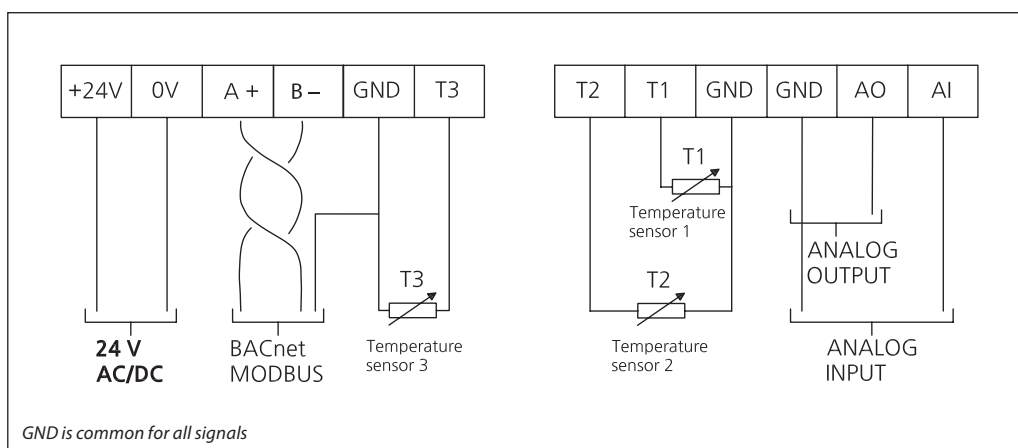 +24V 0V A + B – GND T3
T2 T1 GND GND AO AI
T1
Temperature
sensor 1
ANALOG
OUTPUT
T3
T2
24 V
AC/DC
BACnet
MODBUS
Temperature
sensor 3
Temperature
sensor 2
ANALOG
INPUT
GND is common for all signals